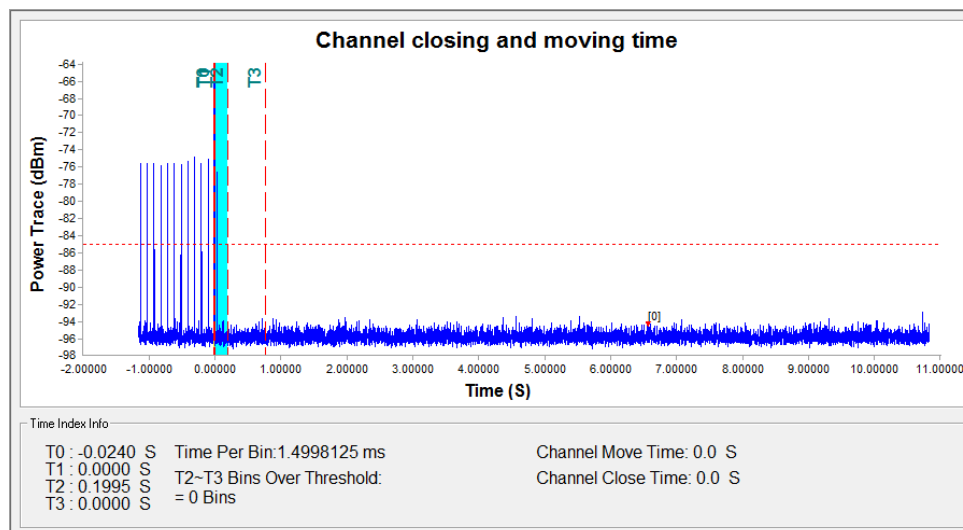 Channel closing and moving time
Power Trace (dBm)
-64
-66
-68
-70
-72
-74
-76
-78
-80
-82
-84
-86
-88
-90
-92
-94
-96
-98
T2
T3
[0]
-2.00000 -1.00000 0.00000 1.00000 2.00000 3.00000 4.00000 5.00000 6.00000 7.00000 8.00000 9.00000 10.00000 11.00000
Time (S)
Time Index Info
T0 : -0.0240 S Time Per Bin:1.4998125 ms Channel Move Time: 0.0 S
T1 : 0.0000 S T2~T3 Bins Over Threshold: Channel Close Time: 0.0 S
T2 : 0.1995 S = 0 Bins
T3 : 0.0000 S